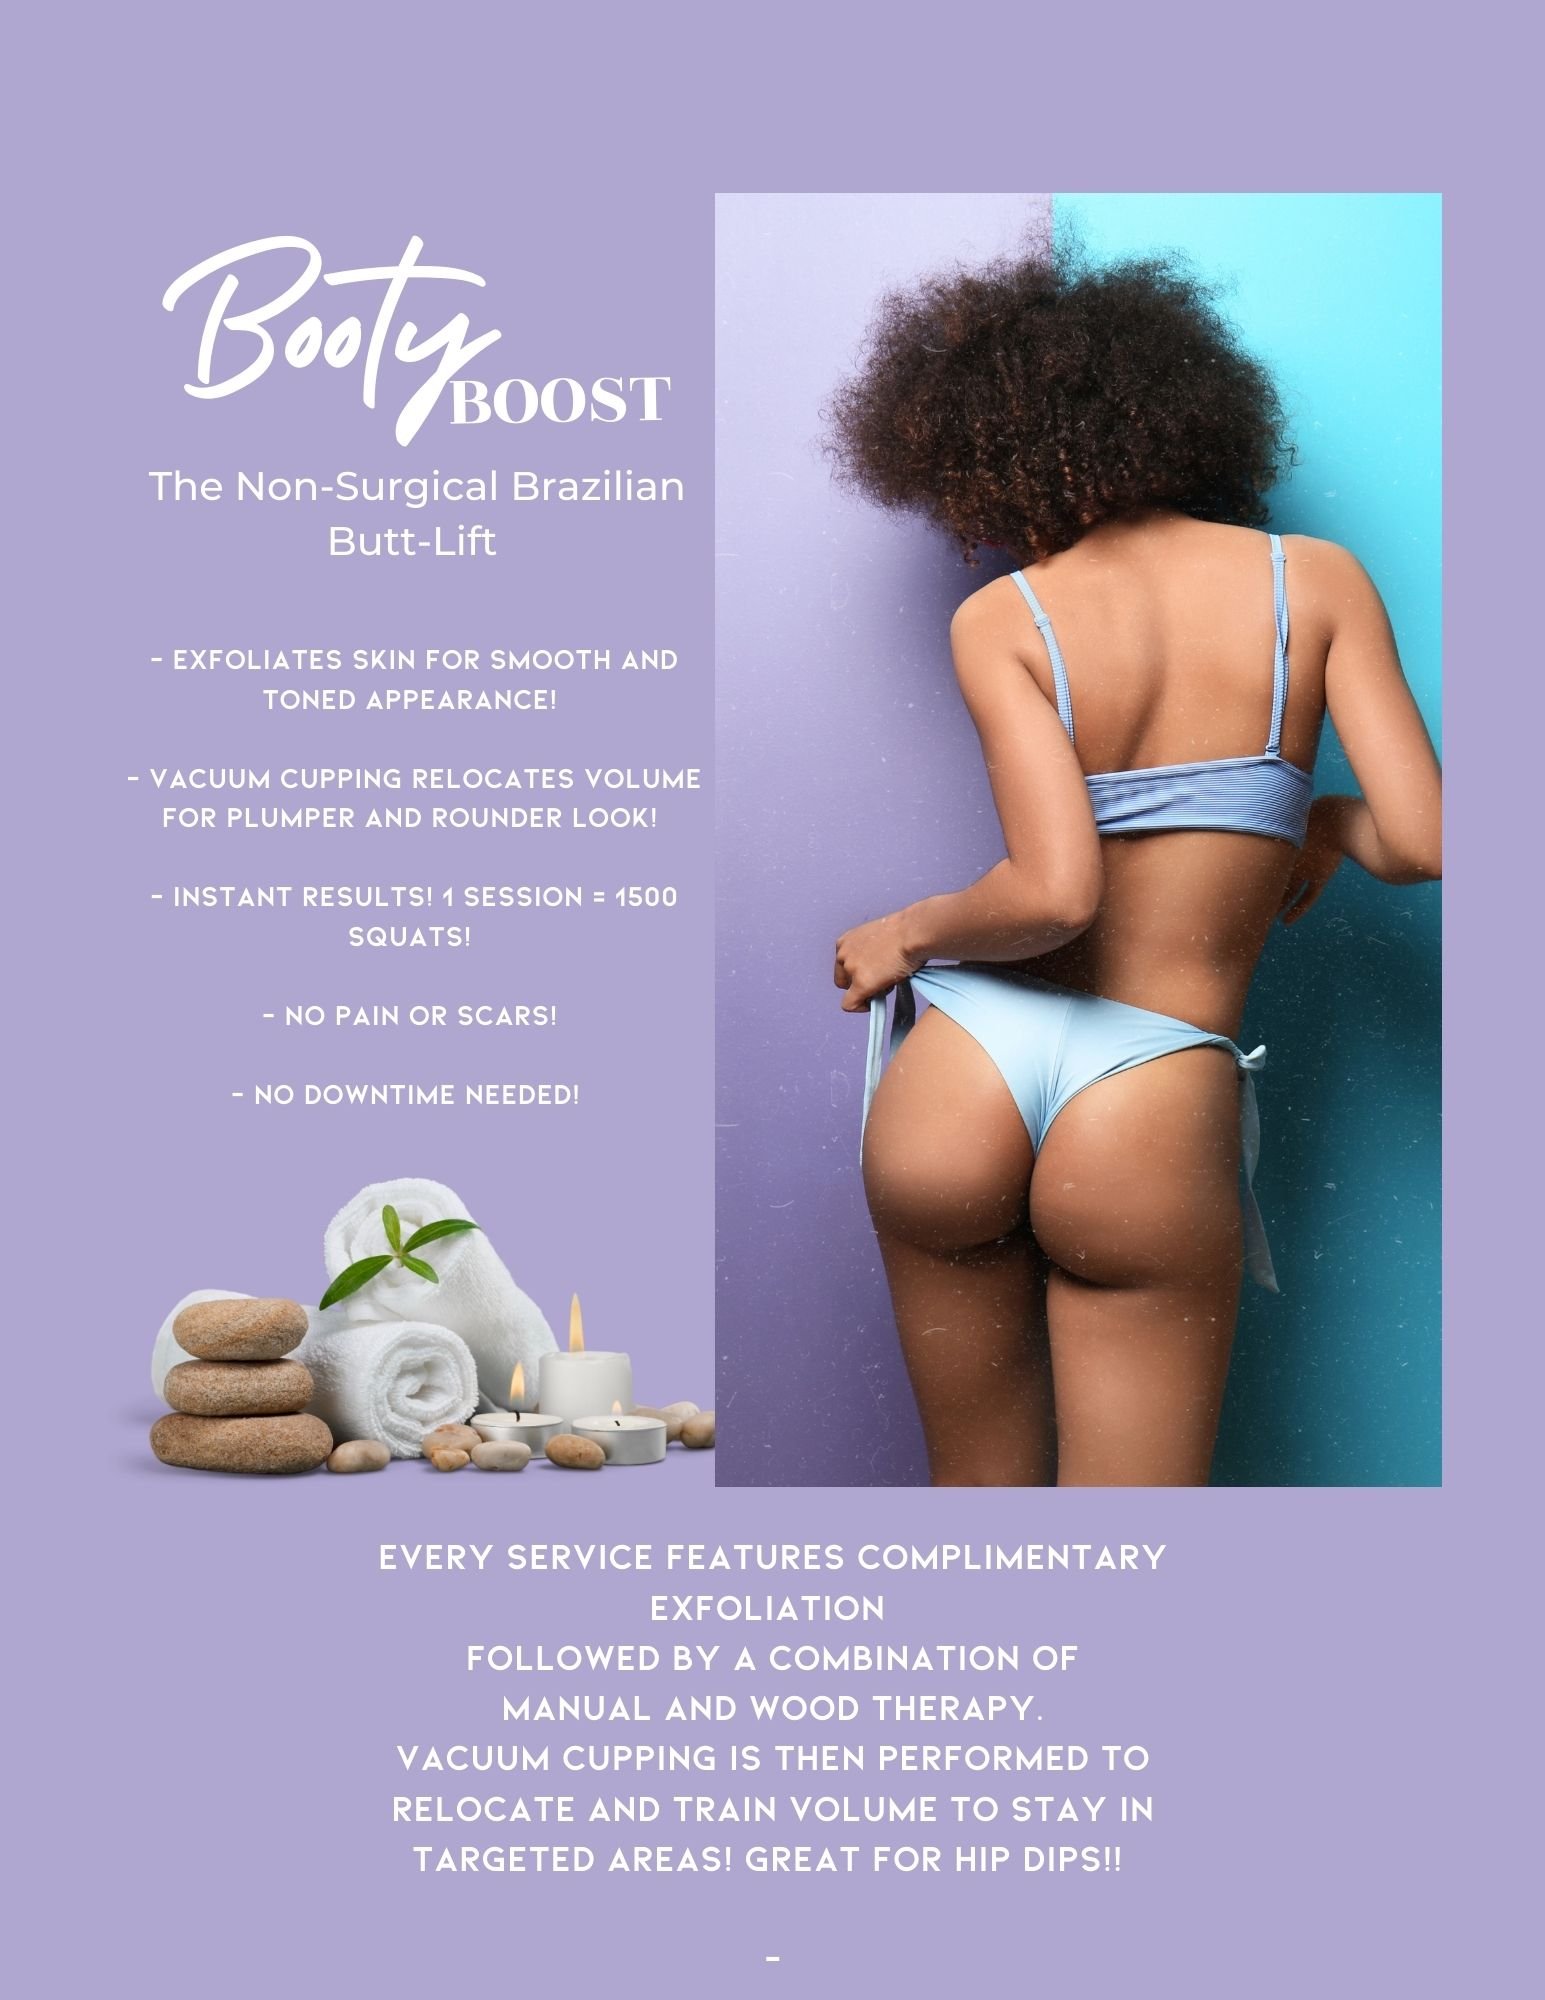 Booty
BOOST
The Non-Surgical Brazilian
Butt-Lift
- EXFOLIATES SKIN FOR SMOOTH AND
TONED APPEARANCE!
- VACUUM CUPPING RELOCATES VOLUME
FOR PLUMPER AND ROUNDER LOOK!
- INSTANT RESULTS! 1 SESSION = 1500
SQUATS!
- NO PAIN OR SCARS!
- NO DOWNTIME NEEDED!
EVERY SERVICE FEATURES COMPLIMENTARY
EXFOLIATION
FOLLOWED BY A COMBINATION OF
MANUAL AND WOOD THERAPY.
VACUUM CUPPING IS THEN PERFORMED TO
RELOCATE AND TRAIN VOLUME TO STAY IN
TARGETED AREAS! GREAT FOR HIP DIPS!!
-